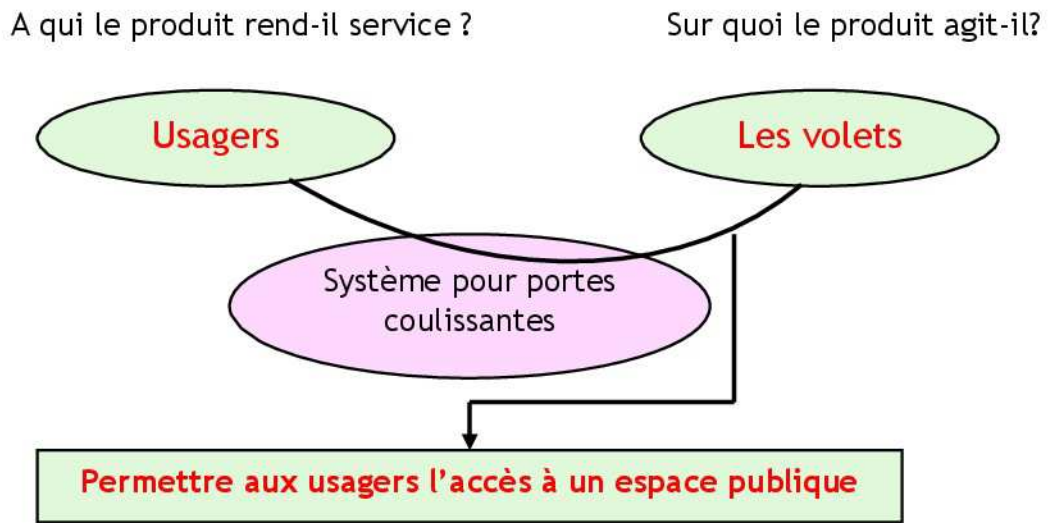 A qui le produit rend-il service ?
Sur quoi le produit agit-il?
Usagers
Les volets
Système pour portes
coulissantes
Permettre aux usagers l'accès à un espace publique